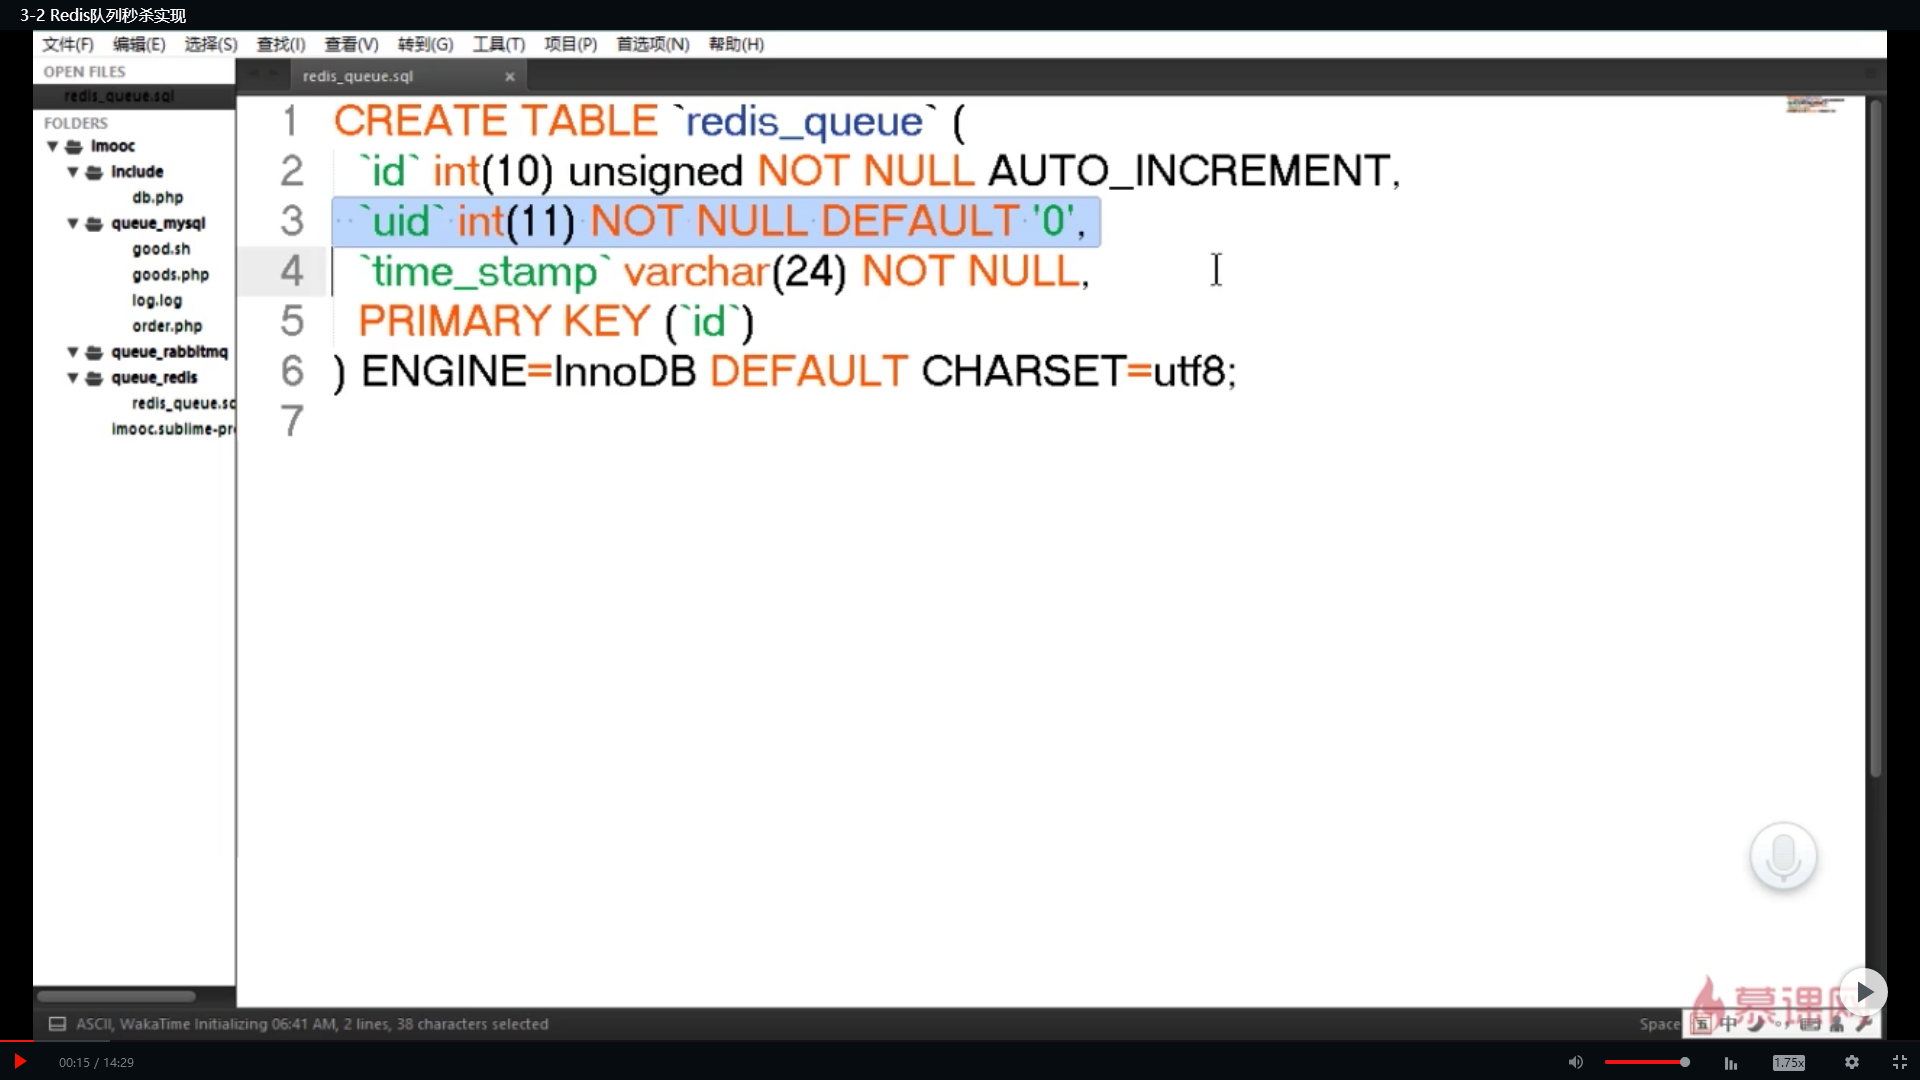 3-2 Redis队列秒杀实现
文件(F) 编辑(E) 选择(S) 查找(I) 查看(V) 转到(G) 工具(T) 项目(P) 首选项(N) 帮助(H)
OPEN FILES
redis_queue.sql
FOLDERS
imooc
include
db.php
queue_mysql
good.sh
goods.php
log.log
order.php
queue_rabbitmq
queue_redis
redis_queue.sq
imooc.sublime-pr
redis_queue.sql ×
1 CREATE TABLE `redis_queue` (
2 `id` int(10) unsigned NOT NULL AUTO_INCREMENT,
3 `uid` int(11) NOT NULL DEFAULT '0',
4 `time_stamp` varchar(24) NOT NULL,
5 PRIMARY KEY (`id`)
6 ) ENGINE=InnoDB DEFAULT CHARSET=utf8;
7
慕课网
ASCII, WakaTime Initializing 06:41 AM, 2 lines, 38 characters selected
Space
五 中
00:15 / 14:29
1.75x